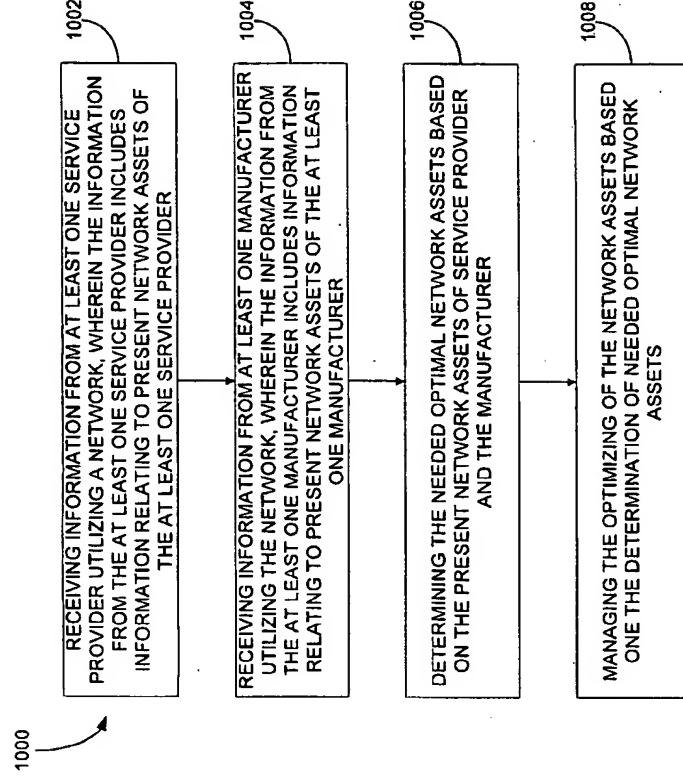 1000
RECEIVING INFORMATION FROM AT LEAST ONE SERVICE
PROVIDER UTILIZING A NETWORK, WHEREIN THE INFORMATION
FROM THE AT LEAST ONE SERVICE PROVIDER INCLUDES
INFORMATION RELATING TO PRESENT NETWORK ASSETS OF
THE AT LEAST ONE SERVICE PROVIDER
1002
RECEIVING INFORMATION FROM AT LEAST ONE MANUFACTURER
UTILIZING THE NETWORK, WHEREIN THE INFORMATION FROM
THE AT LEAST ONE MANUFACTURER INCLUDES INFORMATION
RELATING TO PRESENT NETWORK ASSETS OF THE AT LEAST
ONE MANUFACTURER
1004
DETERMINING THE NEEDED OPTIMAL NETWORK ASSETS BASED
ON THE PRESENT NETWORK ASSETS OF SERVICE PROVIDER
AND THE MANUFACTURER
1006
MANAGING THE OPTIMIZING OF THE NETWORK ASSETS BASED
ONE THE DETERMINATION OF NEEDED OPTIMAL NETWORK
ASSETS
1008